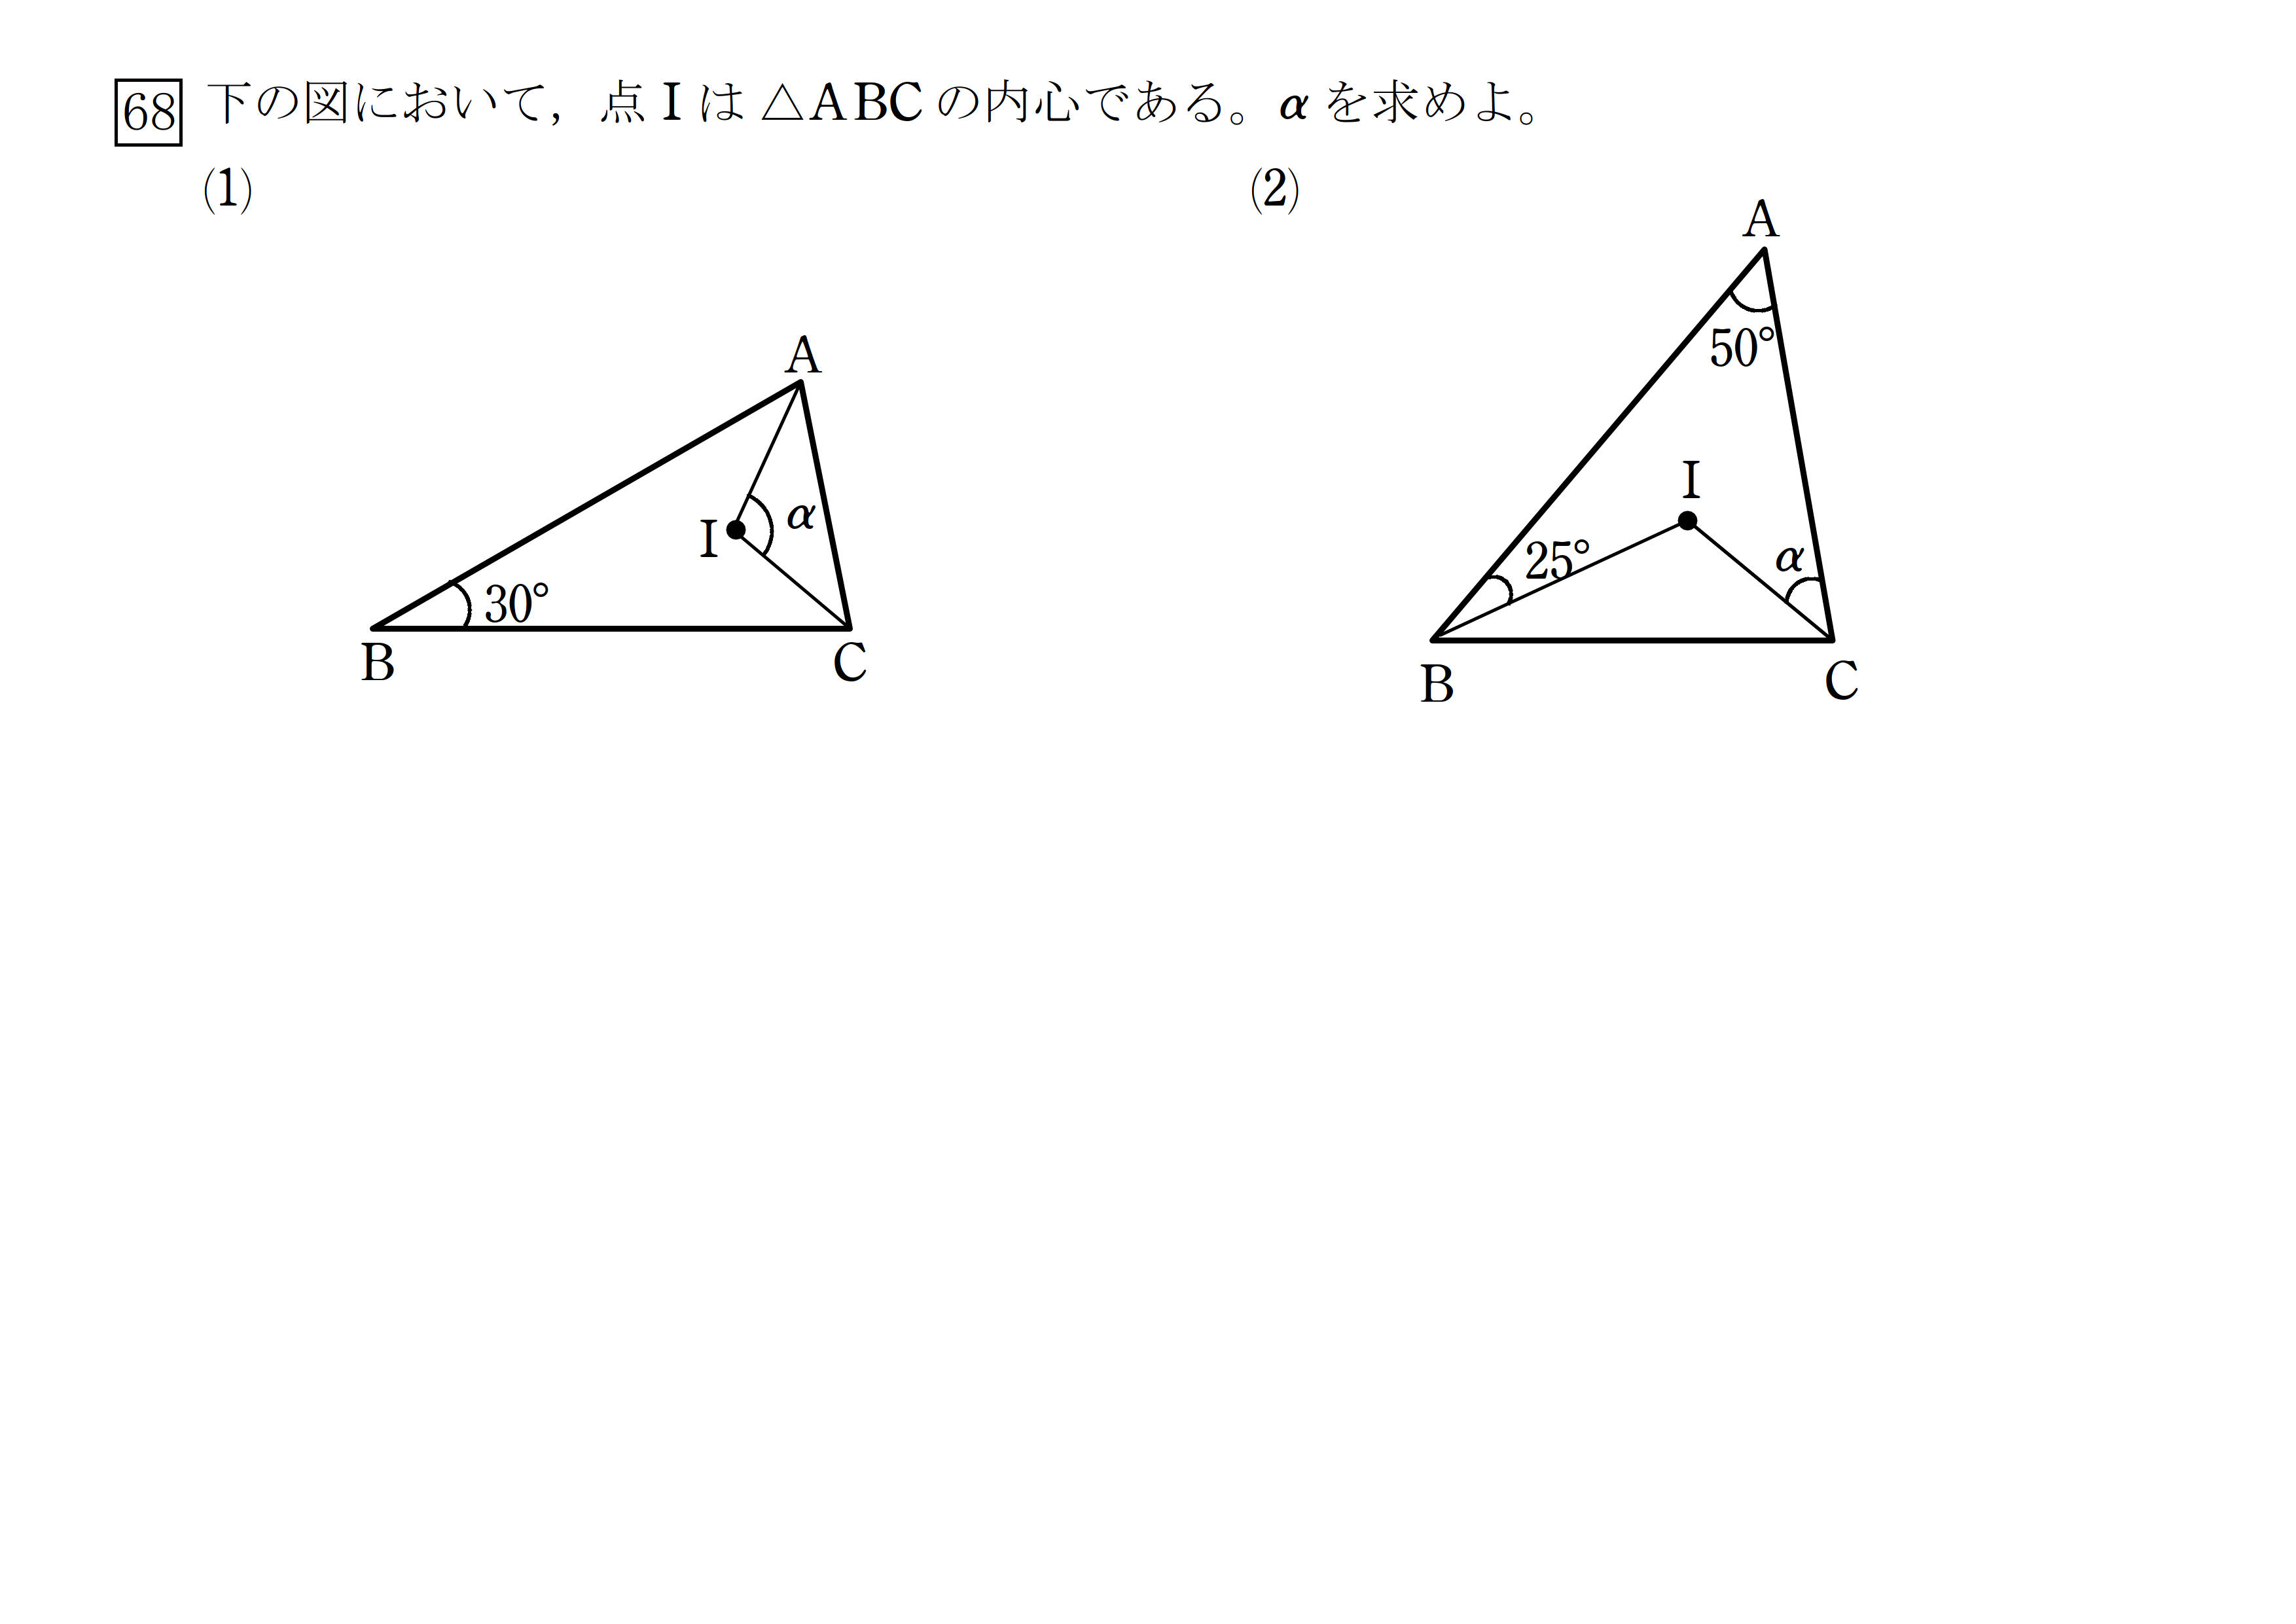 68 下の図において，点 I は △ABC の内心である。α を求めよ。
(1)
(2)
A
I
α
30°
B
C
A
50°
I
25°
α
B
C